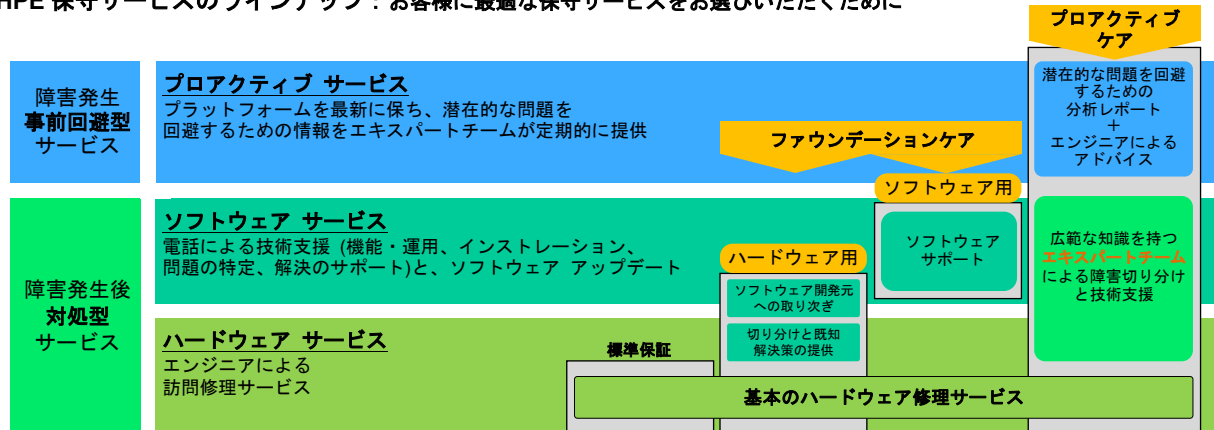 HPE 保守サービスのラインナップ：お客様に最適な保守サービスをお選びいただくために
プロアクティブ
ケア
障害発生
事前回避型
サービス
プロアクティブ サービス
プラットフォームを最新に保ち、潜在的な問題を
回避するための情報をエキスパートチームが定期的に提供
潜在的な問題を回避
するための
分析レポート
＋
エンジニアによる
アドバイス
ファウンデーションケア
ソフトウェア用
ハードウェア用
障害発生後
対処型
サービス
ソフトウェア サービス
電話による技術支援 (機能・運用、インストレーション、
問題の特定、解決のサポート)と、ソフトウェア アップデート
ソフトウェア
サポート
広範な知識を持つ
エキスパートチーム
による障害切り分け
と技術支援
ソフトウェア開発元
への取り次ぎ
切り分けと既知
解決策の提供
ハードウェア サービス
エンジニアによる
訪問修理サービス
標準保証
基本のハードウェア修理サービス